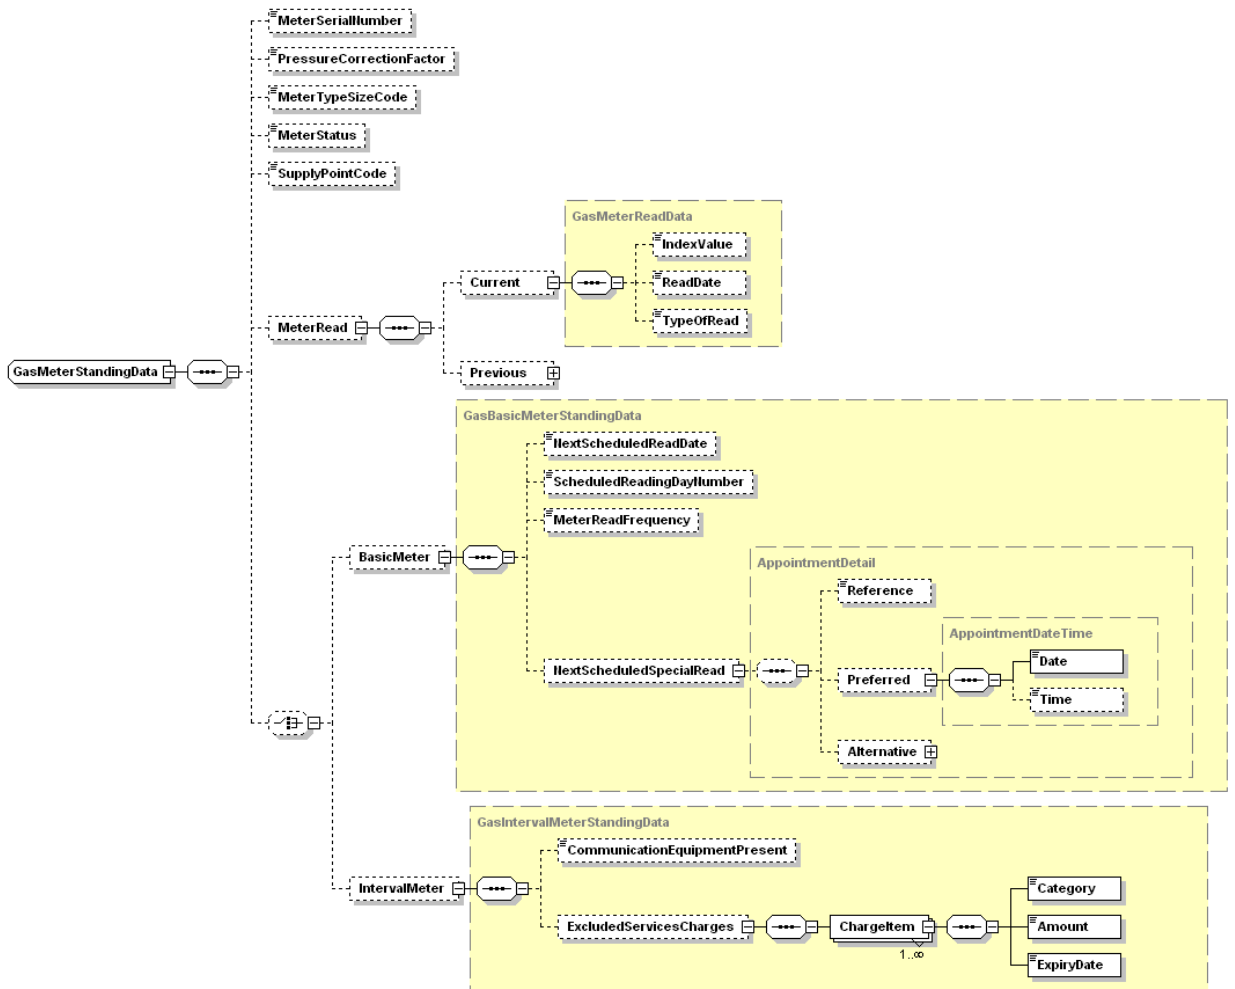 MeterSerialNumber
PressureCorrectionFactor
MeterTypeSizeCode
MeterStatus
SupplyPointCode
GasMeterReadData
IndexValue
Current
ReadDate
TypeOfRead
MeterRead
GasMeterStandingData
Previous
GasBasicMeterStandingData
NextScheduledReadDate
ScheduledReadingDayNumber
MeterReadFrequency
BasicMeter
AppointmentDetail
Reference
AppointmentDateTime
Date
NextScheduledSpecialRead
Preferred
Time
Alternative
GasIntervalMeterStandingData
CommunicationEquipmentPresent
IntervalMeter
Category
ExcludedServicesCharges
ChargeItem
Amount
1..∞
ExpiryDate